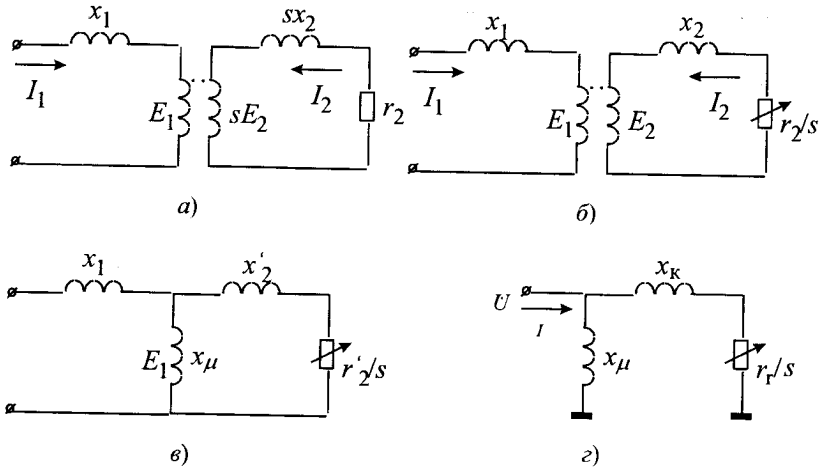 x₁ sx₂ x₁ x₂
I₁ E₁ sE₂ I₂ r₂ I₁ E₁ E₂ I₂ r₂/s
а) б)
x₁ x'₂ xк
U I
E₁ xμ r'₂/s xμ rг/s
в) г)